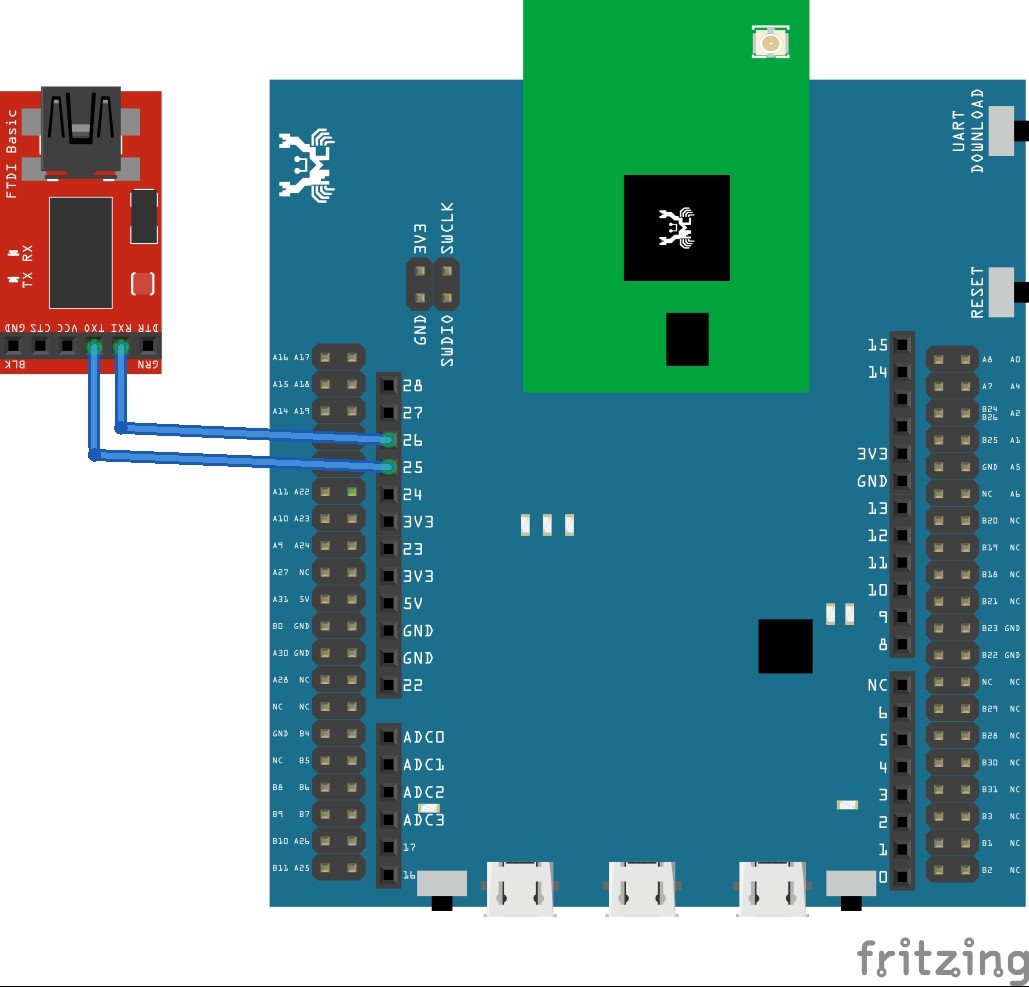 FTDI Basic
TX RX
GND CTS VCC TXO RXI DTR
BLK GRN
3V3 SWCLK
GND SWDIO
UART
DOWNLOAD
RESET
A16 A17
A15 A18
A14 A19
A11 A22
A10 A23
A9 A24
A27 NC
A31 5V
B0 GND
A30 GND
A28 NC
NC NC
GND B4
NC B5
B8 B6
B9 B7
B10 A26
B11 A25
28
27
26
25
24
3V3
23
3V3
5V
GND
GND
22
ADC0
ADC1
ADC2
ADC3
17
16
15
14
3V3
GND
13
12
11
10
9
8
NC
6
5
4
3
2
1
0
A8 A0
A7 A4
B24
B26 A2
B25 A1
GND A5
NC A6
B20 NC
B19 NC
B18 NC
B21 NC
B23 GND
B22 GND
NC NC
B29 NC
B28 NC
B30 NC
B31 NC
B3 NC
B1 NC
B2 NC
fritzing